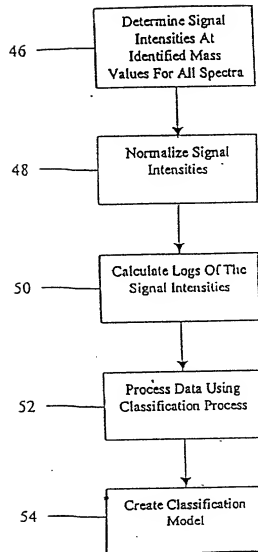 Determine Signal
Intensities At
Identified Mass
Values For All Spectra
46
Normalize Signal
Intensities
48
Calculate Logs Of The
Signal Intensities
50
Process Data Using
Classification Process
52
Create Classification
Model
54